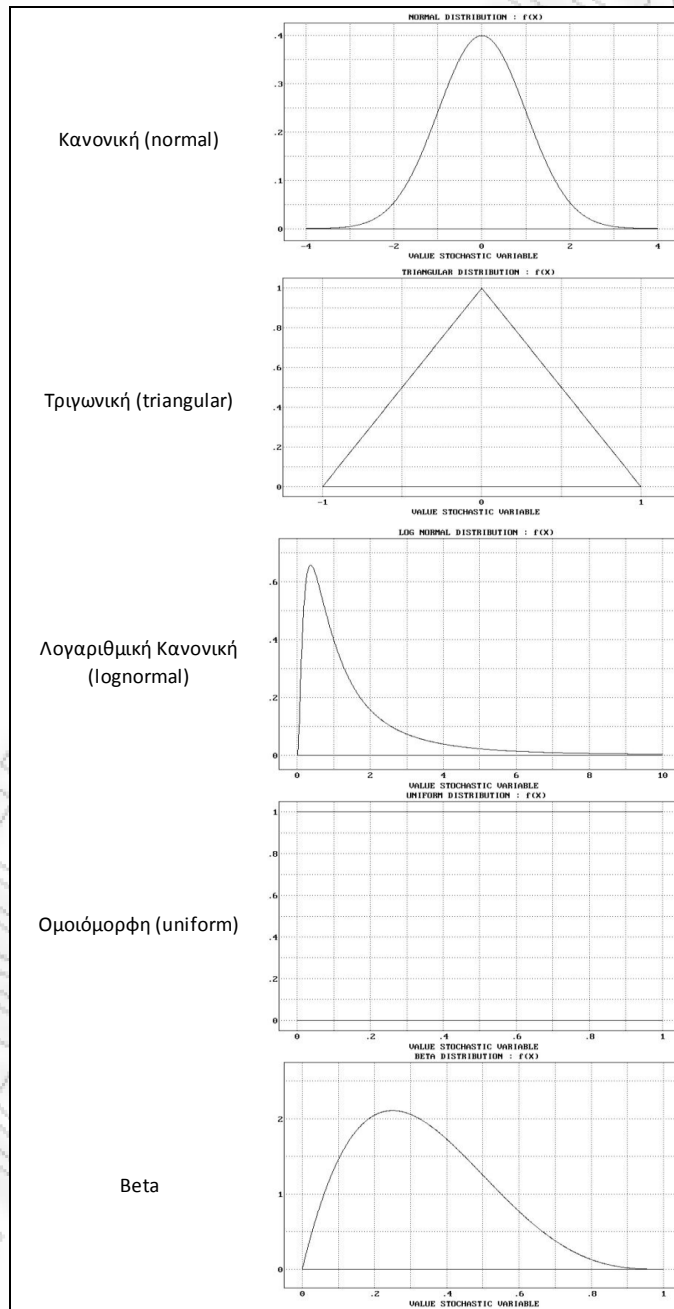 NORMAL DISTRIBUTION : f(X)
.4
.3
Κανονική (normal)
.2
.1
0
-4 -2 0 2 4
VALUE STOCHASTIC VARIABLE
TRIANGULAR DISTRIBUTION : f(X)
1
.8
.6
Τριγωνική (triangular)
.4
.2
0
-1 0 1
VALUE STOCHASTIC VARIABLE
LOG NORMAL DISTRIBUTION : f(X)
.6
.4
Λογαριθμική Κανονική
(lognormal)
.2
0
0 2 4 6 8 10
VALUE STOCHASTIC VARIABLE
UNIFORM DISTRIBUTION : f(X)
1
.8
.6
Ομοιόμορφη (uniform)
.4
.2
0
0 .2 .4 .6 .8 1
VALUE STOCHASTIC VARIABLE
BETA DISTRIBUTION : f(X)
2
Beta
1
0
0 .2 .4 .6 .8 1
VALUE STOCHASTIC VARIABLE